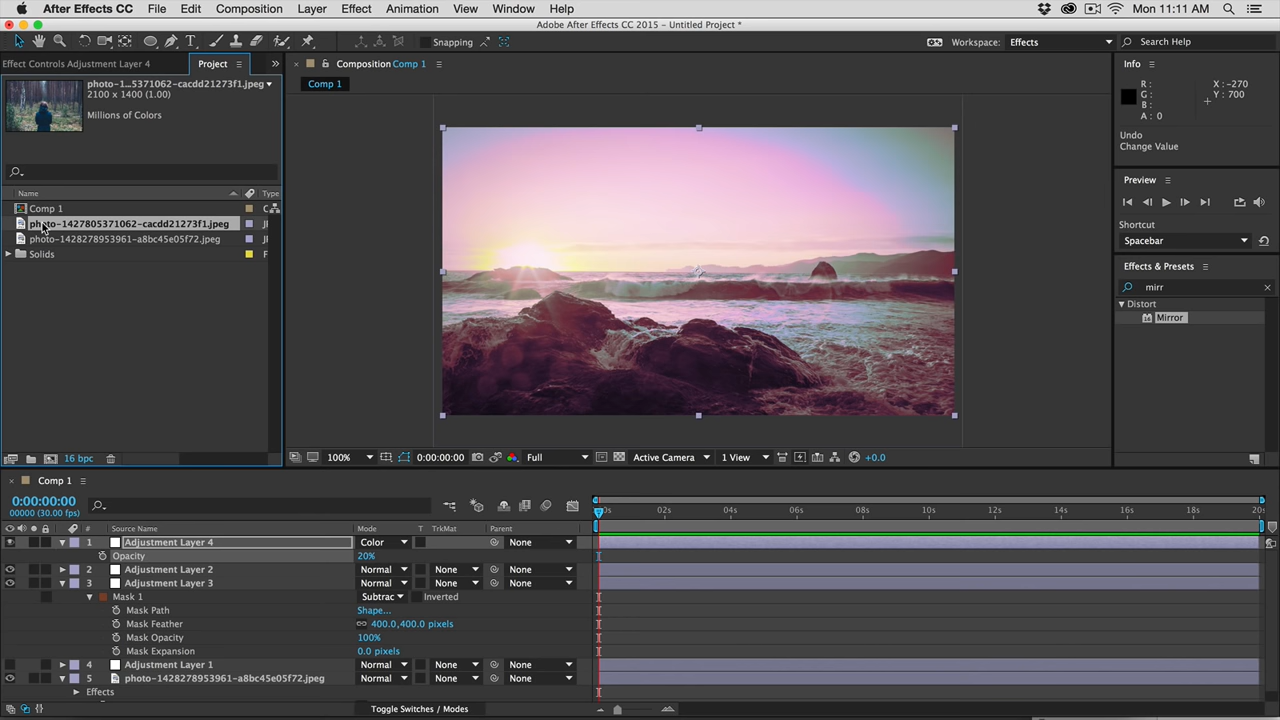 After Effects CC File Edit Composition Layer Effect Animation View Window Help Mon 11:11 AM
Adobe After Effects CC 2015 - Untitled Project *
Snapping Workspace: Effects Search Help
Effect Controls Adjustment Layer 4 Project Composition Comp 1 Info
Comp 1
photo-1...5371062-cacdd21273f1.jpeg
2100 x 1400 (1.00)
Millions of Colors
R: X: -270
G: Y: 700
B:
A: 0
Undo
Change Value
Preview
Name Type
Comp 1
photo-1427805371062-cacdd21273f1.jpeg
photo-1428278953961-a8bc45e05f72.jpeg
Solids
Shortcut
Spacebar
Effects & Presets
mirr
Distort
Mirror
16 bpc 100% 0:00:00:00 Full Active Camera 1 View +0.0
Comp 1
0:00:00:00
00000 (30.00 fps)
02s 04s 06s 08s 10s 12s 14s 16s 18s
# Source Name Mode T TrkMat Parent
1 Adjustment Layer 4 Color None
Opacity 20%
2 Adjustment Layer 2 Normal None None
3 Adjustment Layer 3 Normal None None
Mask 1 Subtrac Inverted
Mask Path Shape...
Mask Feather 400.0,400.0 pixels
Mask Opacity 100%
Mask Expansion 0.0 pixels
4 Adjustment Layer 1 Normal None None
5 photo-1428278953961-a8bc45e05f72.jpeg Normal None None
Effects
Toggle Switches / Modes